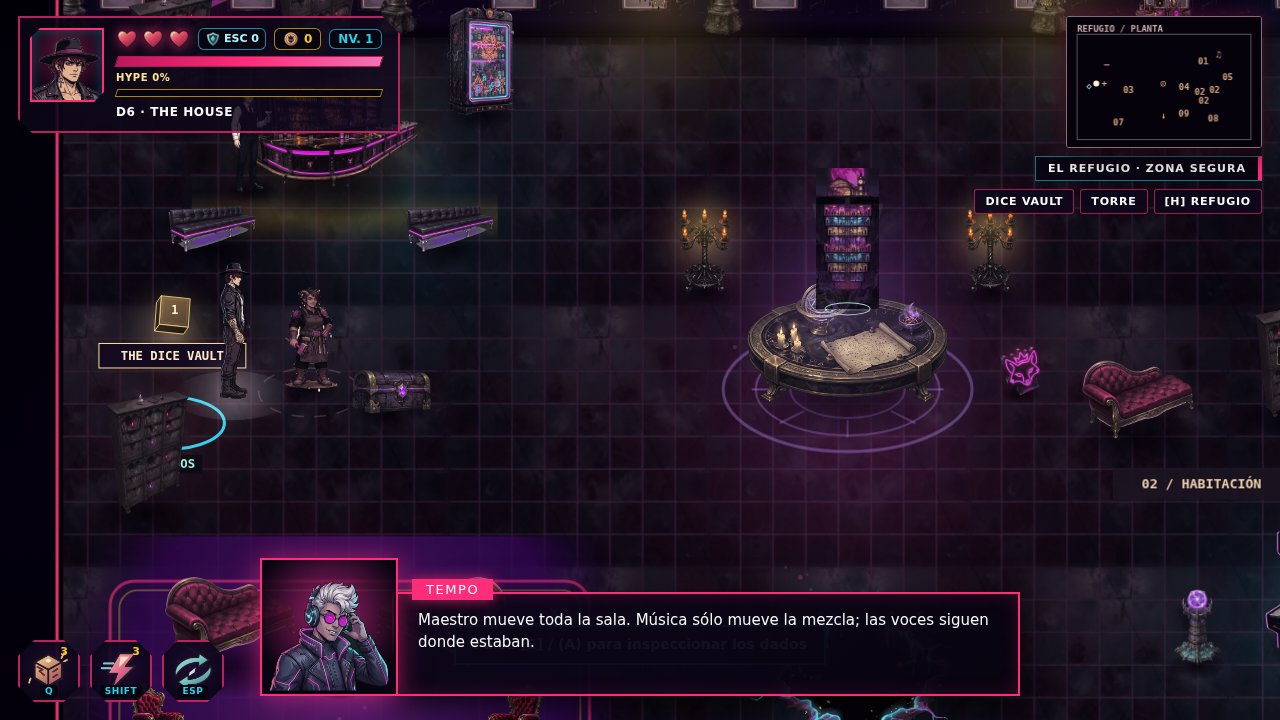 ESC 0
0
NV. 1
HYPE 0%
D6 · THE HOUSE
REFUGIO / PLANTA
01
05
03
04
02
02
02
09
08
07
EL REFUGIO · ZONA SEGURA
DICE VAULT
TORRE
[H] REFUGIO
1
THE DICE VAULT
OS
02 / HABITACIÓN
TEMPO
Maestro mueve toda la sala. Música sólo mueve la mezcla; las voces siguen
donde estaban.
] / (A) para inspeccionar los dados
3
Q
3
SHIFT
ESP